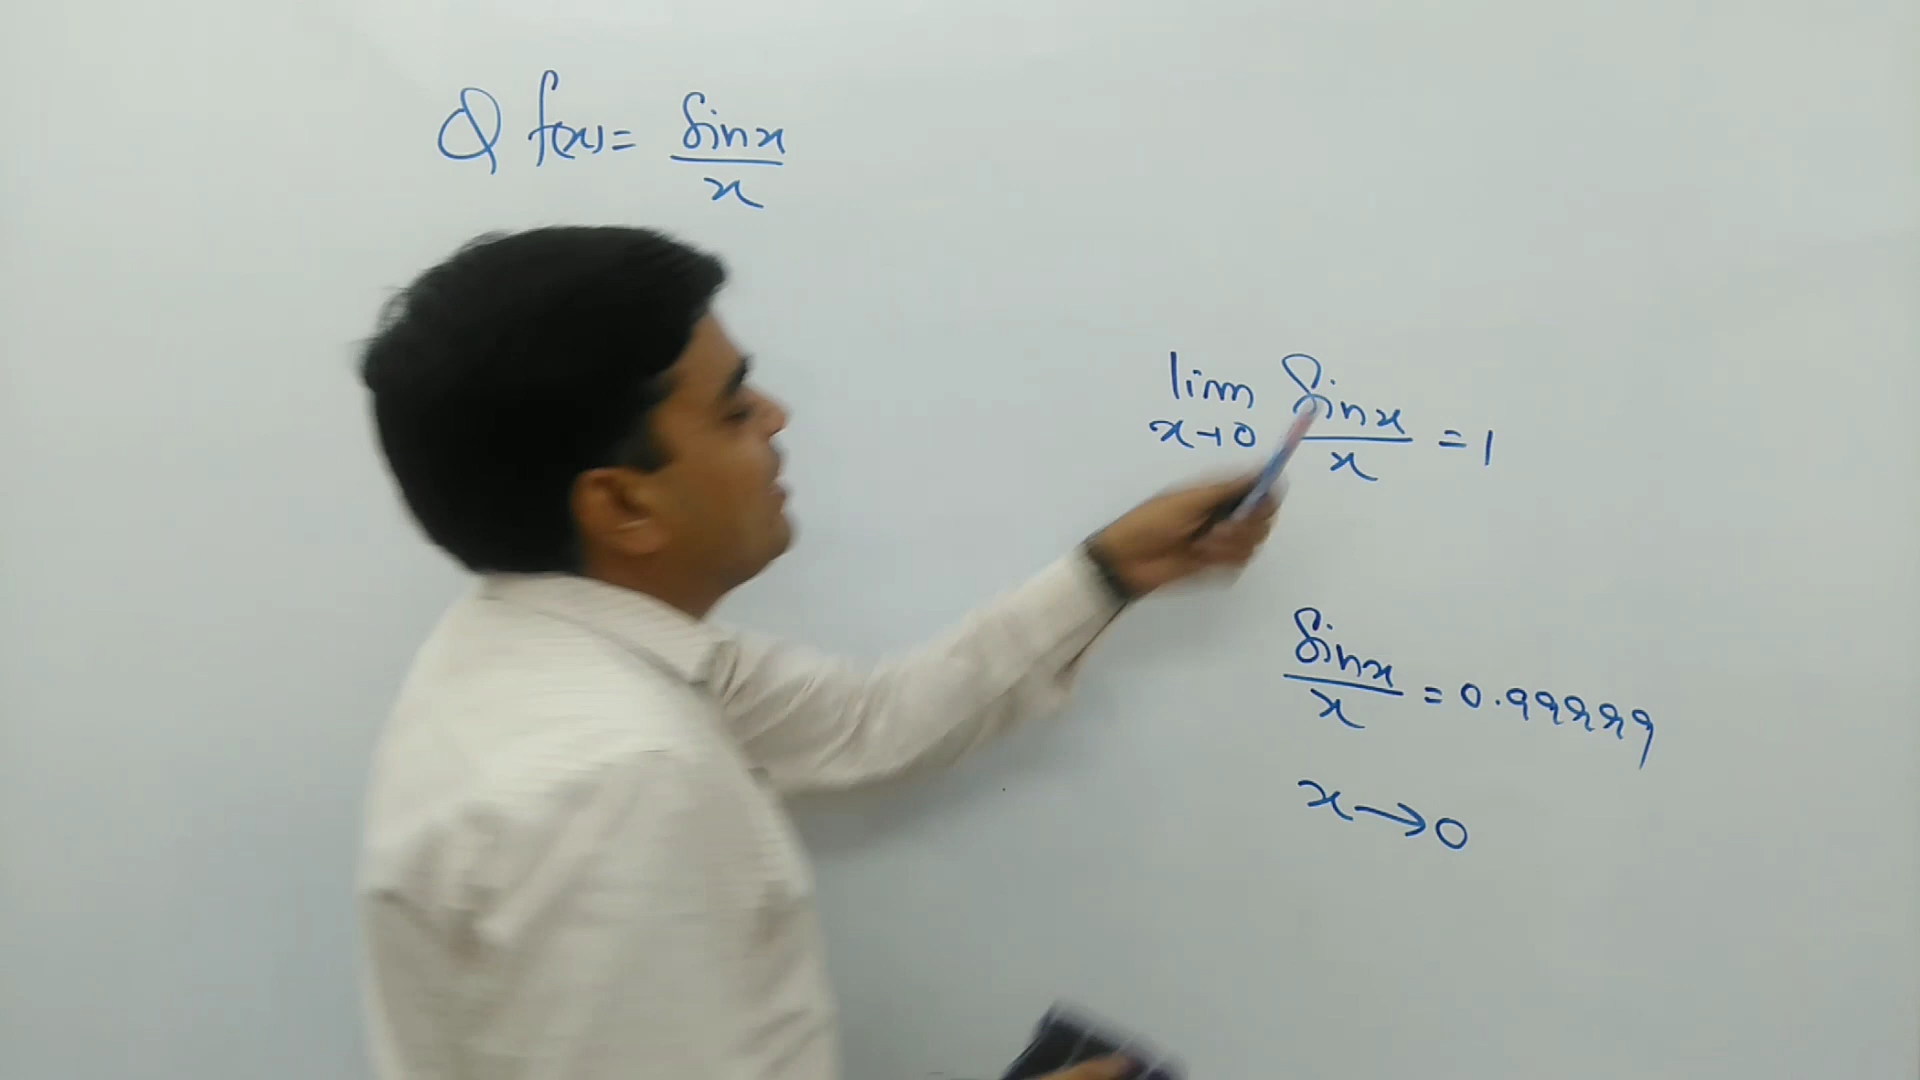 Q f(x) = sinx/x
lim x→0 sinx/x = 1
sinx/x = 0.99999
x→0